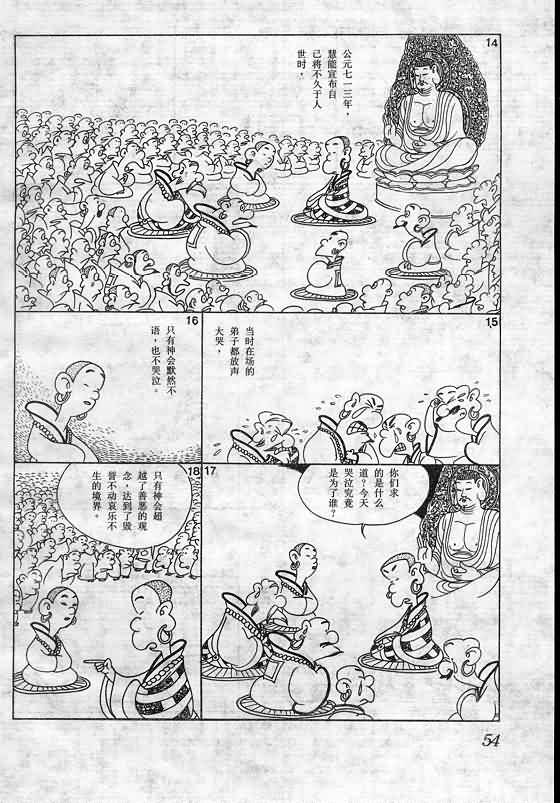 14
公元七一三年，
慧能宣布自
己将不久于人
世时，
15
当时在场的
弟子都放声
大哭，
16
只有神会默然不
语，也不哭泣。
17
你们求
的是什么
道？今天
哭泣究竟
是为了谁？
18
只有神会超
越了善恶的观
念，达到了毁
誉不动哀乐不
生的境界。
54